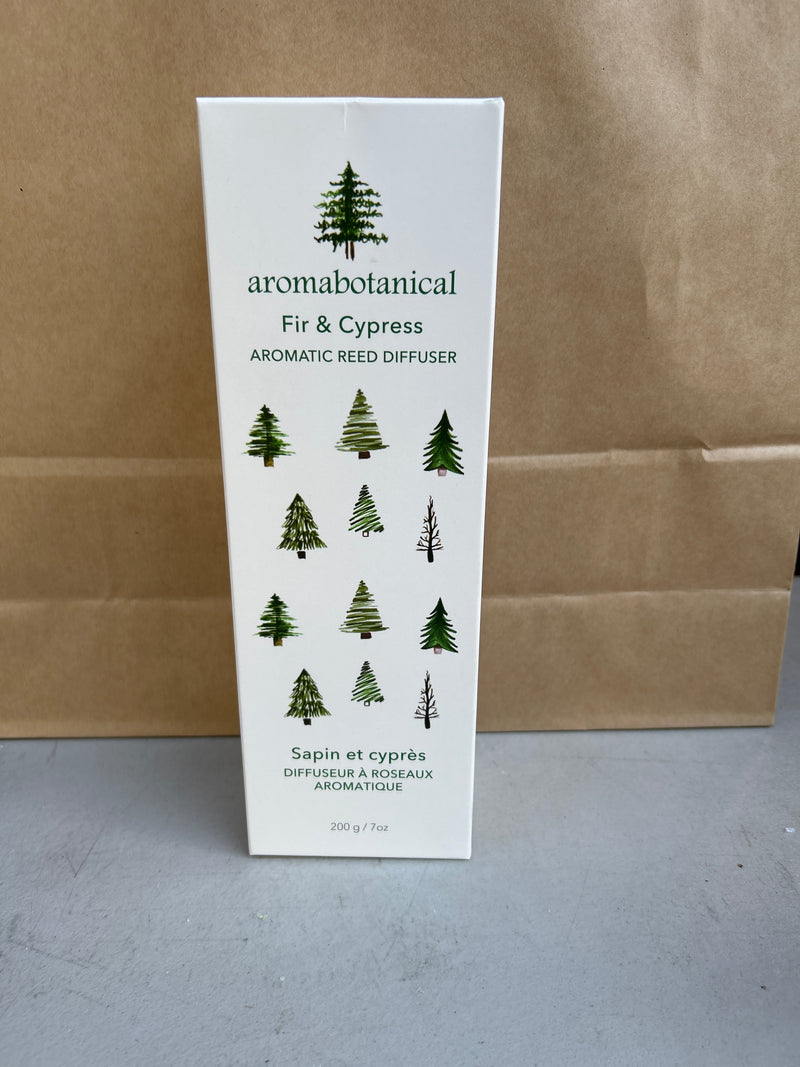 aromabotanical
Fir & Cypress
AROMATIC REED DIFFUSER
Sapin et cyprès
DIFFUSEUR À ROSEAUX
AROMATIQUE
200 g / 7oz